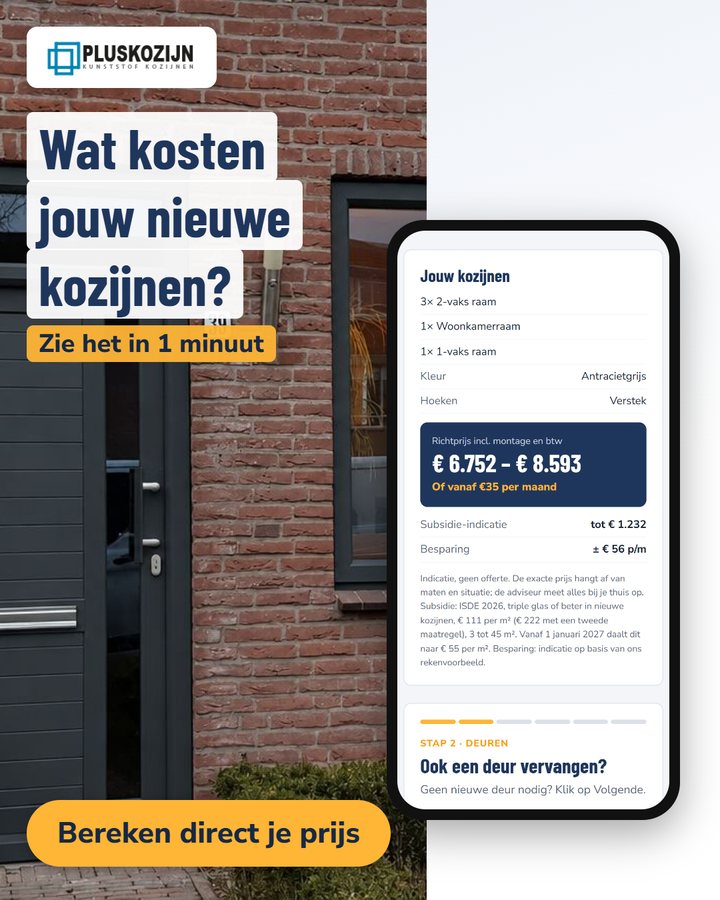 PLUSKOZIJN
KUNSTSTOF KOZIJNEN
Wat kosten
jouw nieuwe
kozijnen?
Zie het in 1 minuut
Jouw kozijnen
3× 2-vaks raam
1× Woonkamerraam
1× 1-vaks raam
Kleur Antracietgrijs
Hoeken Verstek
Richtprijs incl. montage en btw
€ 6.752 – € 8.593
Of vanaf €35 per maand
Subsidie-indicatie tot € 1.232
Besparing ± € 56 p/m
Indicatie, geen offerte. De exacte prijs hangt af van
maten en situatie; de adviseur meet alles bij je thuis op.
Subsidie: ISDE 2026, triple glas of beter in nieuwe
kozijnen, € 111 per m² (€ 222 met een tweede
maatregel), 3 tot 45 m². Vanaf 1 januari 2027 daalt dit
naar € 55 per m². Besparing: indicatie op basis van ons
rekenvoorbeeld.
STAP 2 · DEUREN
Ook een deur vervangen?
Geen nieuwe deur nodig? Klik op Volgende.
Bereken direct je prijs